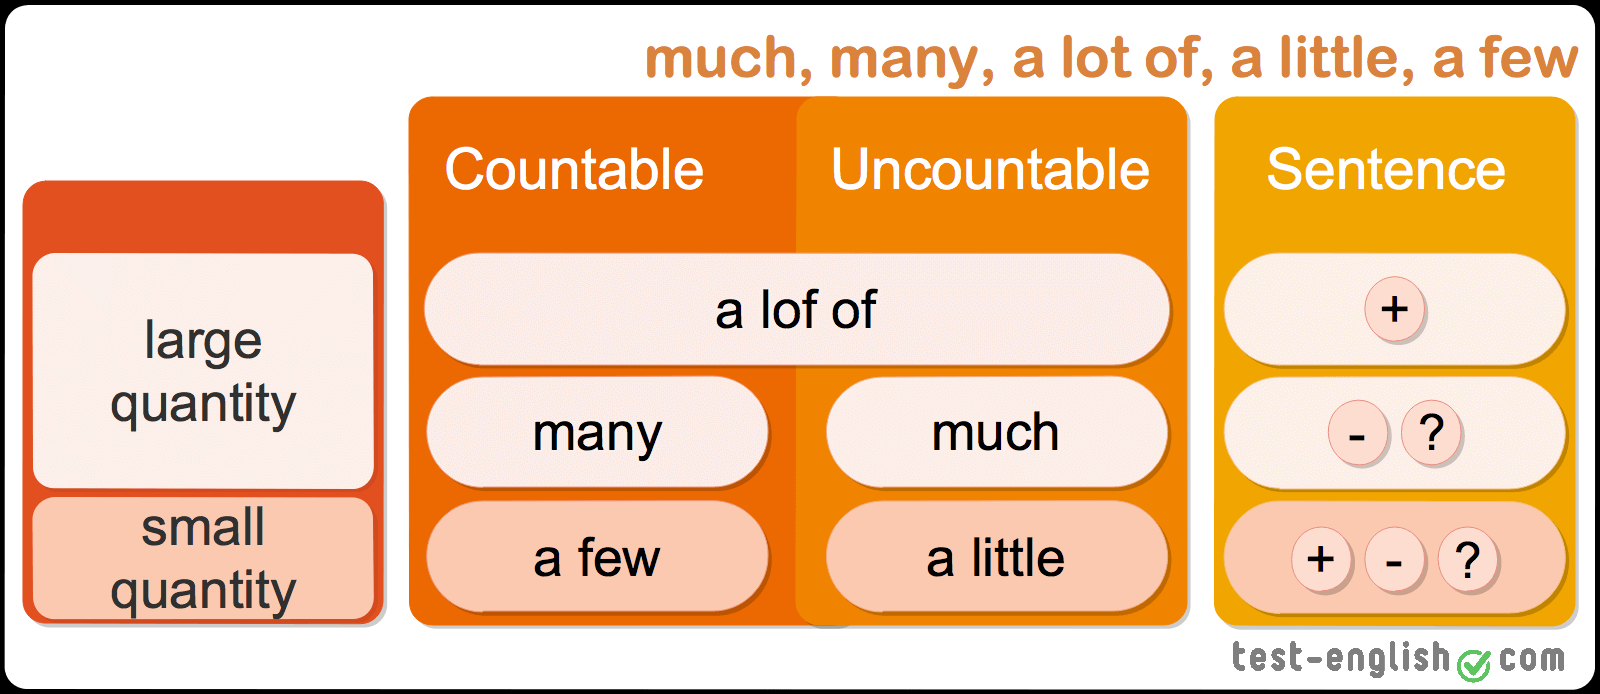 much, many, a lot of, a little, a few
Countable
Uncountable
Sentence
large
quantity
a lof of
+
many
much
- ?
small
quantity
a few
a little
+ - ?
test-english com